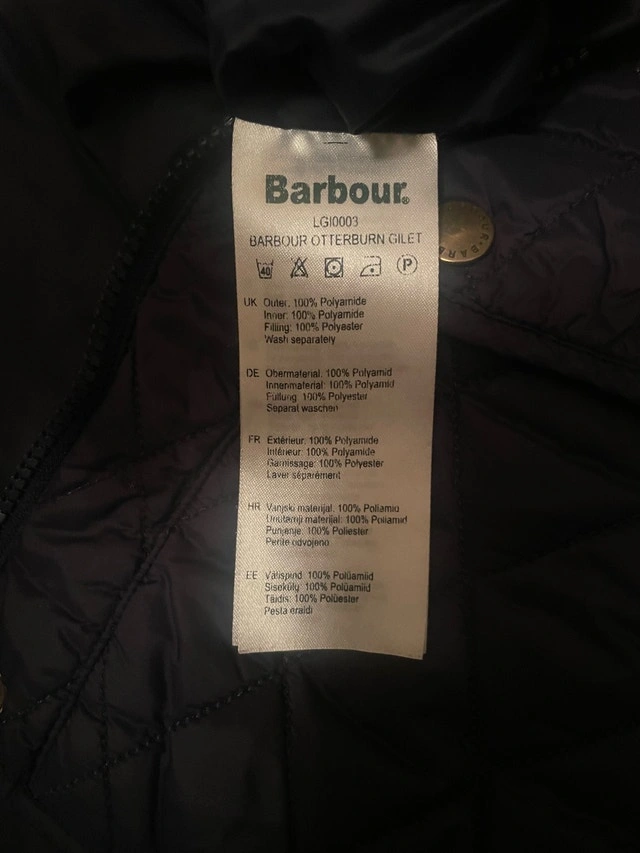 Barbour®
LGI0003
BARBOUR OTTERBURN GILET
40 P
UK Outer: 100% Polyamide
Inner: 100% Polyamide
Filling: 100% Polyester
Wash separately
DE Obermaterial: 100% Polyamid
Innenmaterial: 100% Polyamid
Füllung: 100% Polyester
Separat waschen
FR Extérieur: 100% Polyamide
Intérieur: 100% Polyamide
Garnissage: 100% Polyester
Laver séparément
HR Vanjski materijal: 100% Poliamid
Unutarnji materijal: 100% Poliamid
Punjenje: 100% Poliester
Perite odvojeno
EE Välispind: 100% Polüamiid
Sisekülg: 100% Polüamiid
Täidis: 100% Polüester
Pesta eraldi